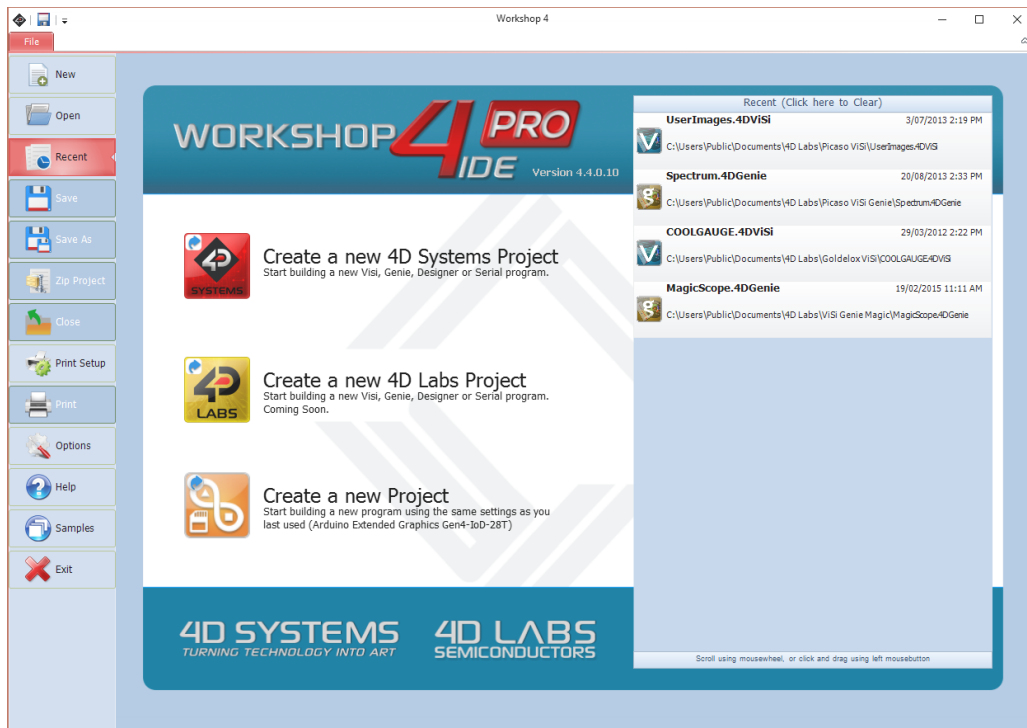 Workshop 4
File
New
Open
Recent
Save
Save As
Zip Project
Close
Print Setup
Print
Options
Help
Samples
Exit
WORKSHOP 4 PRO
IDE Version 4.4.0.10
Create a new 4D Systems Project
Start building a new Visi, Genie, Designer or Serial program.
4D
SYSTEMS
Create a new 4D Labs Project
Start building a new Visi, Genie, Designer or Serial program.
Coming Soon.
4D
LABS
Create a new Project
Start building a new program using the same settings as you
last used (Arduino Extended Graphics Gen4-IoD-28T)
4D SYSTEMS
TURNING TECHNOLOGY INTO ART
4D LABS
SEMICONDUCTORS
Recent (Click here to Clear)
UserImages.4DViSi 3/07/2013 2:19 PM
C:\Users\Public\Documents\4D Labs\Picaso ViSi\UserImages.4DViSi
Spectrum.4DGenie 20/08/2013 2:33 PM
C:\Users\Public\Documents\4D Labs\Picaso ViSi Genie\Spectrum.4DGenie
COOLGAUGE.4DViSi 29/03/2012 2:22 PM
C:\Users\Public\Documents\4D Labs\Goldelox ViSi\COOLGAUGE.4DViSi
MagicScope.4DGenie 19/02/2015 11:11 AM
C:\Users\Public\Documents\4D Labs\ViSi Genie Magic\MagicScope.4DGenie
Scroll using mousewheel, or click and drag using left mousebutton